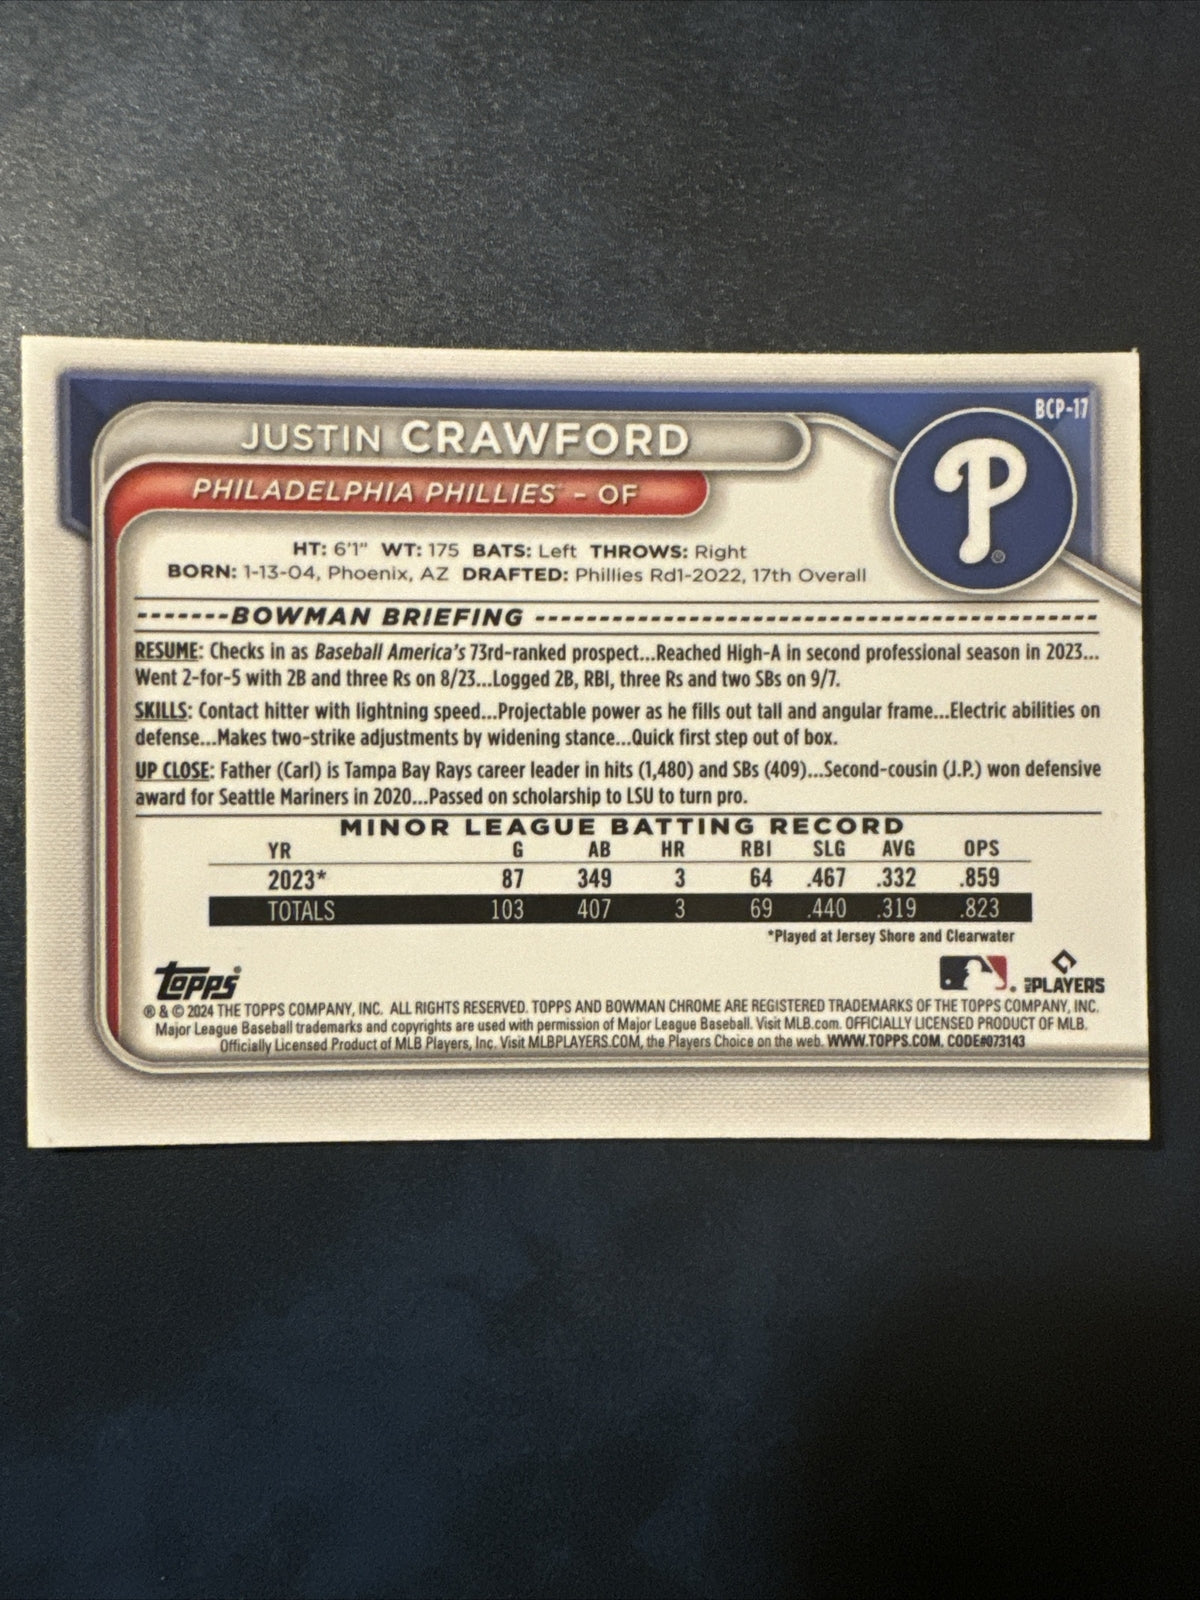 BCP-17
JUSTIN CRAWFORD
PHILADELPHIA PHILLIES - OF
P
®
HT: 6'1" WT: 175 BATS: Left THROWS: Right
BORN: 1-13-04, Phoenix, AZ DRAFTED: Phillies Rd1-2022, 17th Overall
-------BOWMAN BRIEFING ----------------------------------------
RESUME: Checks in as Baseball America's 73rd-ranked prospect...Reached High-A in second professional season in 2023...
Went 2-for-5 with 2B and three Rs on 8/23...Logged 2B, RBI, three Rs and two SBs on 9/7.
SKILLS: Contact hitter with lightning speed...Projectable power as he fills out tall and angular frame...Electric abilities on
defense...Makes two-strike adjustments by widening stance...Quick first step out of box.
UP CLOSE: Father (Carl) is Tampa Bay Rays career leader in hits (1,480) and SBs (409)...Second-cousin (J.P.) won defensive
award for Seattle Mariners in 2020...Passed on scholarship to LSU to turn pro.
MINOR LEAGUE BATTING RECORD
YR G AB HR RBI SLG AVG OPS
2023* 87 349 3 64 .467 .332 .859
TOTALS 103 407 3 69 .440 .319 .823
*Played at Jersey Shore and Clearwater
topps®
MLB PLAYERS
® & © 2024 THE TOPPS COMPANY, INC. ALL RIGHTS RESERVED. TOPPS AND BOWMAN CHROME ARE REGISTERED TRADEMARKS OF THE TOPPS COMPANY, INC.
Major League Baseball trademarks and copyrights are used with permission of Major League Baseball. Visit MLB.com. OFFICIALLY LICENSED PRODUCT OF MLB.
Officially Licensed Product of MLB Players, Inc. Visit MLBPLAYERS.COM, the Players Choice on the web. WWW.TOPPS.COM. CODE#073143